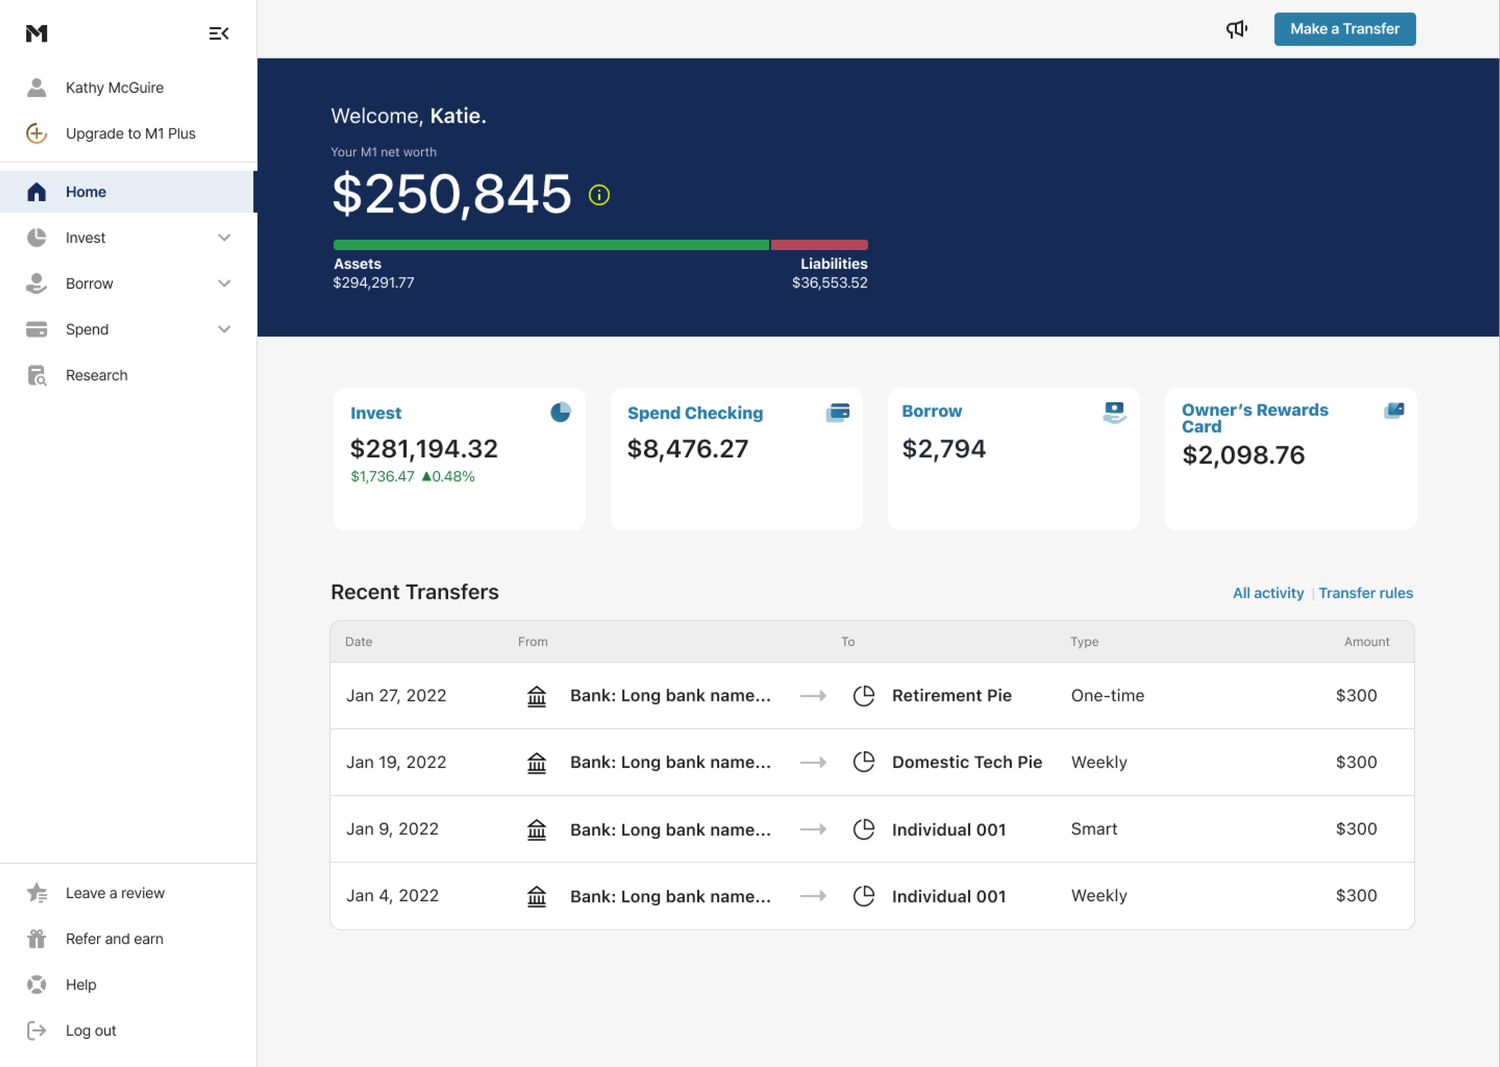 M
Kathy McGuire
Upgrade to M1 Plus
Home
Invest
Borrow
Spend
Research
Leave a review
Refer and earn
Help
Log out
Make a Transfer
Welcome, Katie.
Your M1 net worth
$250,845
Assets Liabilities
$294,291.77 $36,553.52
Invest
$281,194.32
$1,736.47 ▲0.48%
Spend Checking
$8,476.27
Borrow
$2,794
Owner's Rewards
Card
$2,098.76
Recent Transfers
All activity | Transfer rules
Date From To Type Amount
Jan 27, 2022 Bank: Long bank name... → Retirement Pie One-time $300
Jan 19, 2022 Bank: Long bank name... → Domestic Tech Pie Weekly $300
Jan 9, 2022 Bank: Long bank name... → Individual 001 Smart $300
Jan 4, 2022 Bank: Long bank name... → Individual 001 Weekly $300